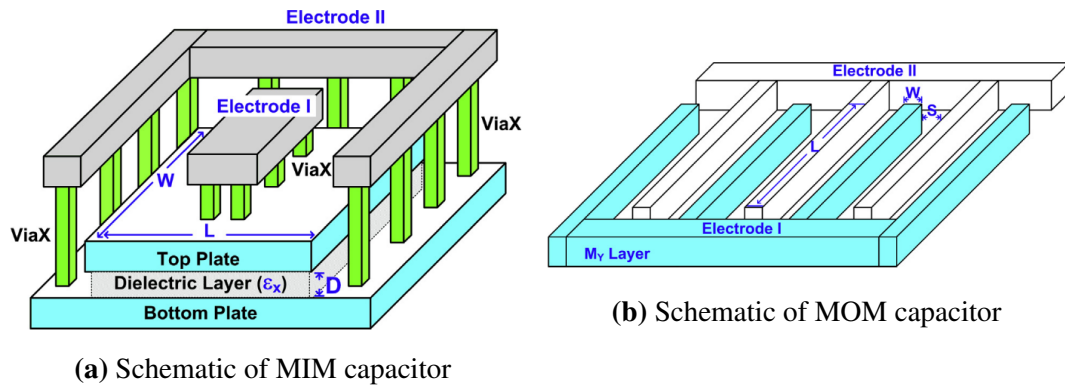 Electrode II
Electrode I
ViaX
ViaX
ViaX
W
L
Top Plate
Dielectric Layer (εₓ)
D
Bottom Plate
(a) Schematic of MIM capacitor
Electrode II
W
S
L
Electrode I
M_Y Layer
(b) Schematic of MOM capacitor